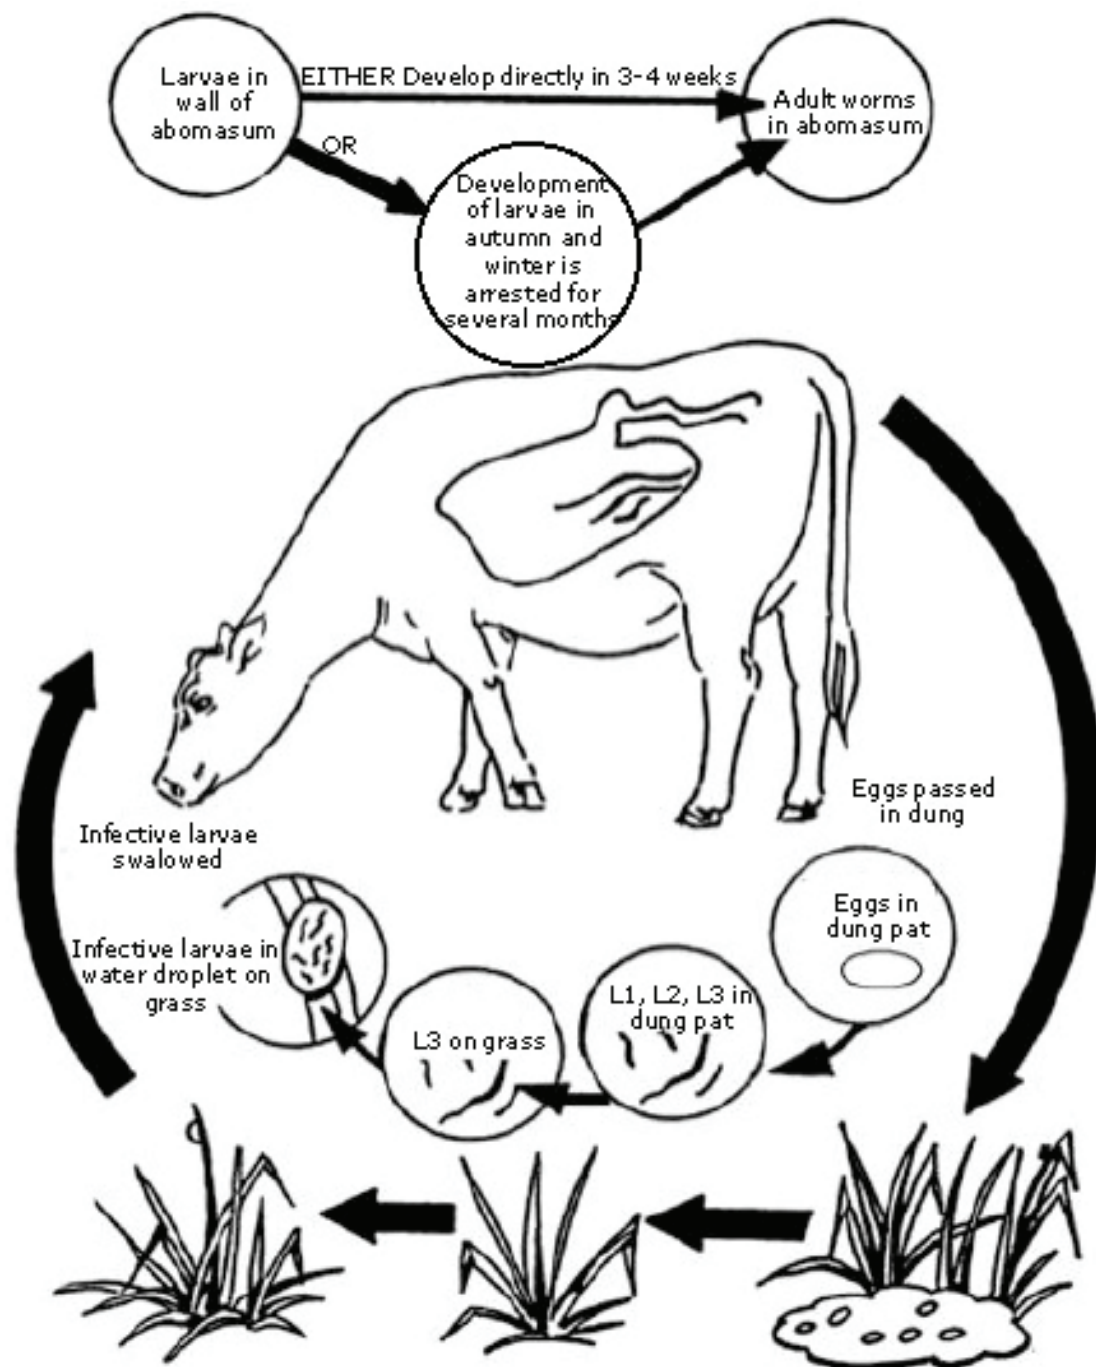 Larvae in
wall of
abomasum
EITHER Develop directly in 3-4 weeks
Adult worms
in abomasum
OR
Development
of larvae in
autumn and
winter is
arrested for
several months
Eggs passed
in dung
Infective larvae
swalowed
Eggs in
dung pat
Infective larvae in
water droplet on
grass
L1, L2, L3 in
dung pat
L3 on grass